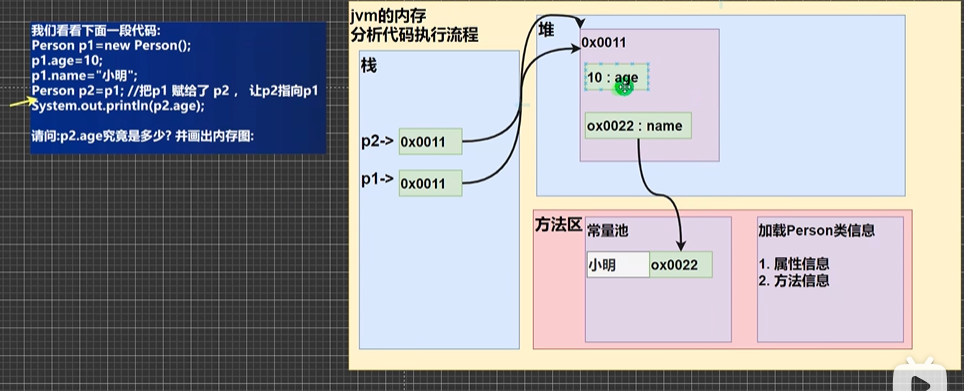 我们看看下面一段代码:
Person p1=new Person();
p1.age=10;
p1.name="小明";
Person p2=p1; //把p1 赋给了 p2 ， 让p2指向p1
System.out.println(p2.age);
请问:p2.age究竟是多少? 并画出内存图:
jvm的内存
分析代码执行流程
栈
p2->
0x0011
p1->
0x0011
堆
0x0011
10 : age
ox0022 : name
方法区
常量池
小明
ox0022
加载Person类信息
1. 属性信息
2. 方法信息